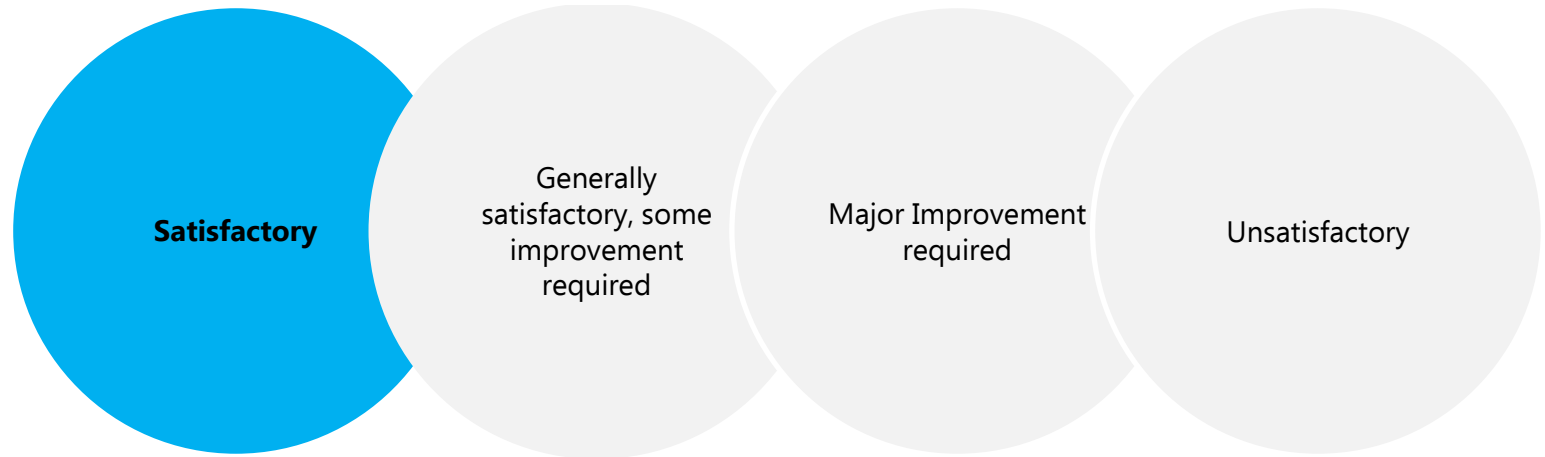 Satisfactory
Generally
satisfactory, some
improvement
required
Major Improvement
required
Unsatisfactory